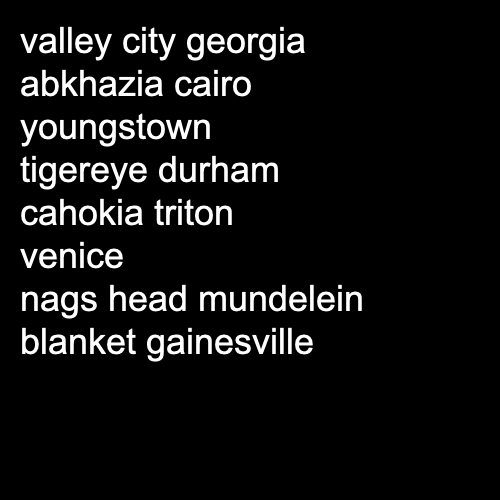 valley city georgia
abkhazia cairo
youngstown
tigereye durham
cahokia triton
venice
nags head mundelein
blanket gainesville